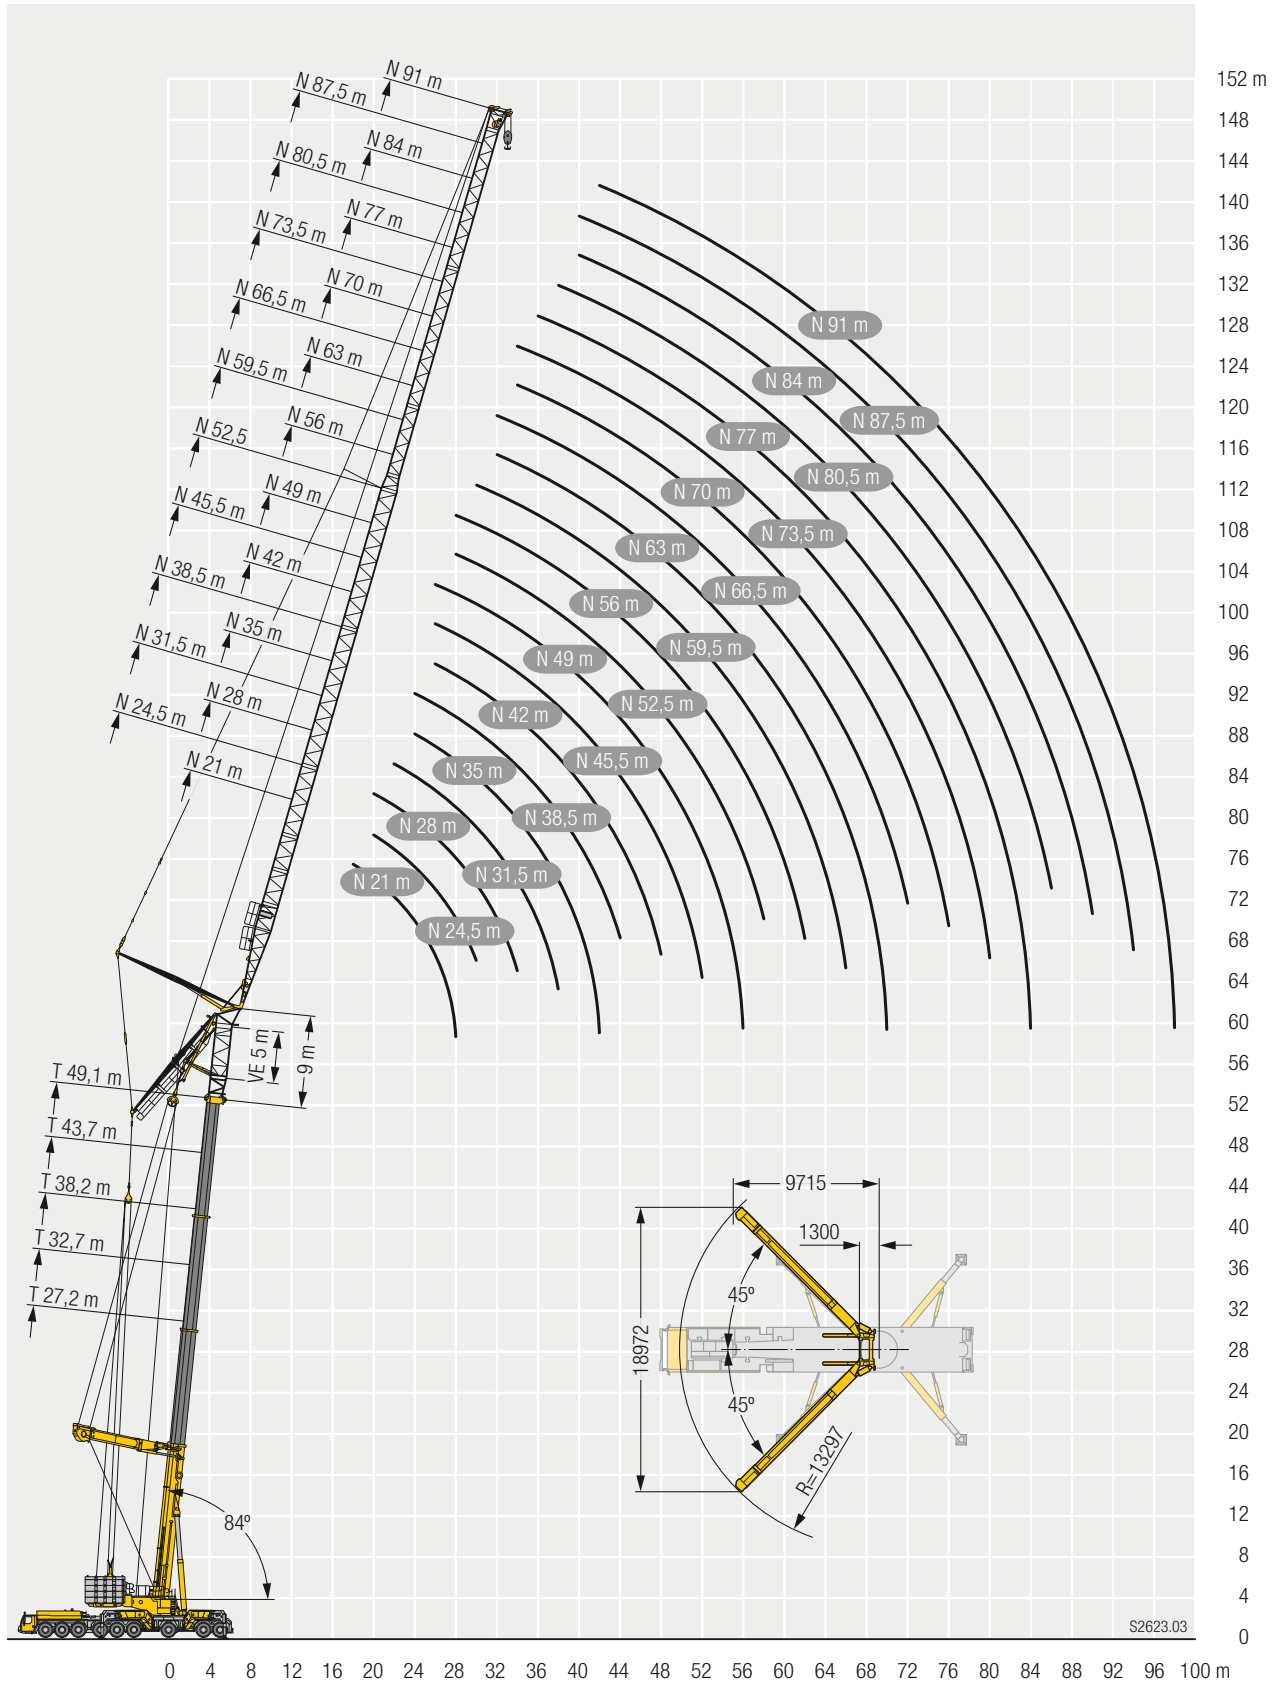 N 91 m
152 m
N 87,5 m
148
N 84 m
144
N 80,5 m
140
N 77 m
136
N 73,5 m
132
N 70 m
N 66,5 m
N 91 m
128
N 63 m
124
N 59,5 m
N 84 m
120
N 56 m
N 87,5 m
N 52,5
N 77 m
116
N 80,5 m
112
N 49 m
N 70 m
N 45,5 m
108
N 73,5 m
N 42 m
N 63 m
104
N 38,5 m
N 66,5 m
100
N 35 m
N 56 m
N 31,5 m
N 59,5 m
96
N 49 m
92
N 28 m
N 52,5 m
N 24,5 m
N 42 m
88
N 21 m
N 45,5 m
84
N 35 m
80
N 38,5 m
N 28 m
76
N 31,5 m
N 21 m
72
N 24,5 m
68
64
60
VE 5 m
9 m
56
T 49,1 m
52
T 43,7 m
48
T 38,2 m
9715
44
40
T 32,7 m
1300
36
T 27,2 m
45º
32
18972
28
24
45º
20
R=13297
16
84º
12
8
4
S2623.03
0
0 4 8 12 16 20 24 28 32 36 40 44 48 52 56 60 64 68 72 76 80 84 88 92 96 100 m